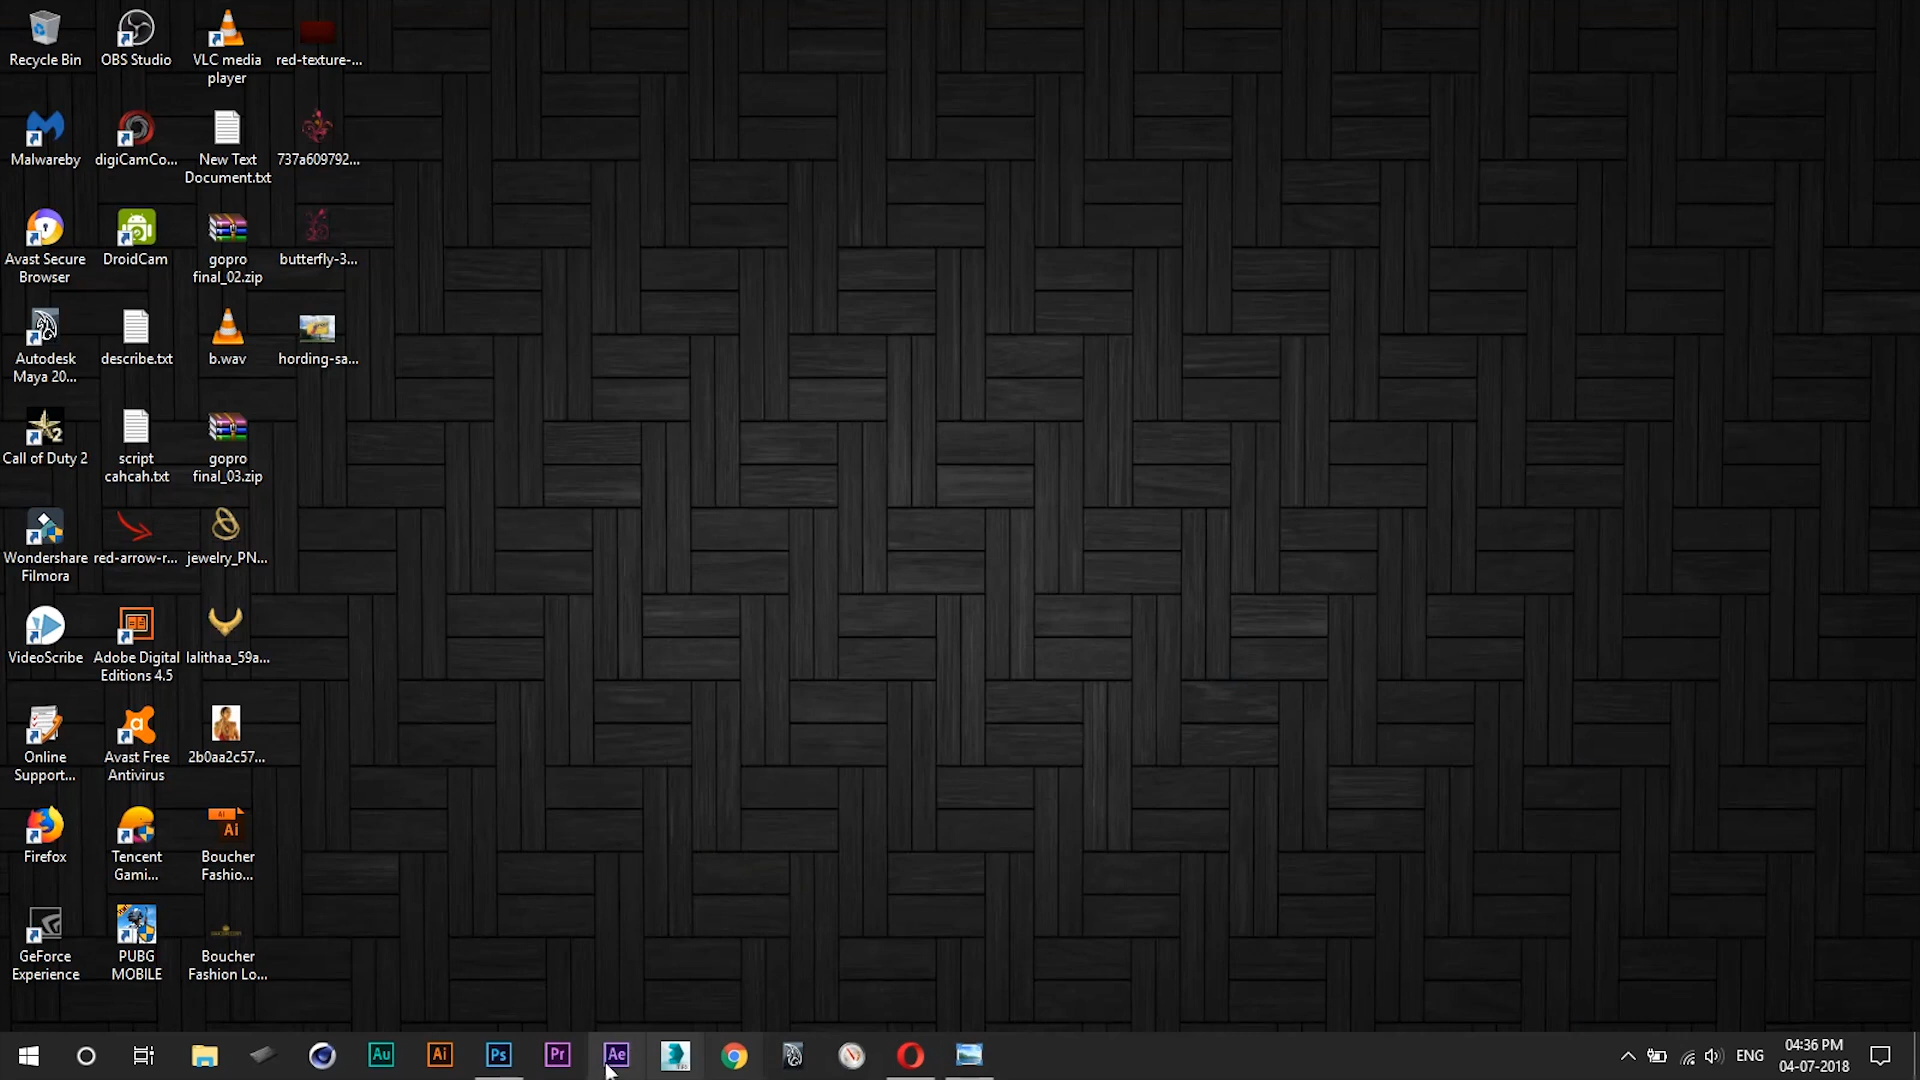 Recycle Bin
OBS Studio
VLC media
player
red-texture-...
Malwareby
digiCamCo...
New Text
Document.txt
737a609792...
Avast Secure
Browser
DroidCam
gopro
final_02.zip
butterfly-3...
Autodesk
Maya 20...
describe.txt
b.wav
hording-sa...
2
Call of Duty 2
script
cahcah.txt
gopro
final_03.zip
Wondershare
Filmora
red-arrow-r...
jewelry_PN...
VideoScribe
Adobe Digital
Editions 4.5
lalithaa_59a...
Online
Support...
a
Avast Free
Antivirus
2b0aa2c57...
Firefox
Tencent
Gami...
Ai
Ai
Boucher
Fashio...
GeForce
Experience
PUBG
MOBILE
Boucher
Fashion Lo...
Au
Ai
Ps
Pr
Ae
ENG
04:36 PM
04-07-2018